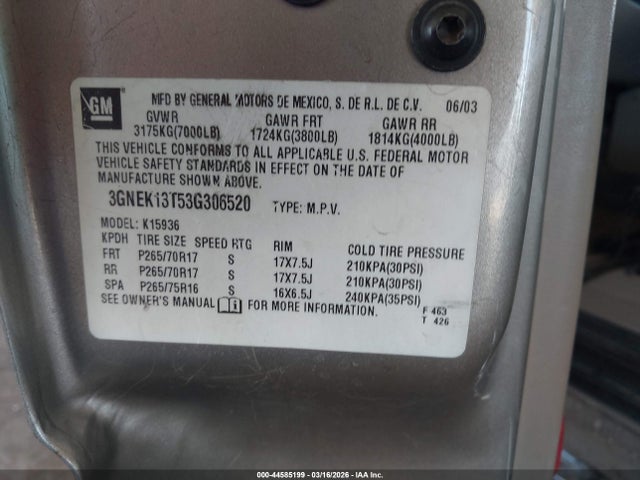 GM
MFD BY GENERAL MOTORS DE MEXICO, S. DE R.L. DE C.V. 06/03
GVWR GAWR FRT GAWR RR
3175KG(7000LB) 1724KG(3800LB) 1814KG(4000LB)
THIS VEHICLE CONFORMS TO ALL APPLICABLE U.S. FEDERAL MOTOR
VEHICLE SAFETY STANDARDS IN EFFECT ON THE DATE OF
MANUFACTURE SHOWN ABOVE.
3GNEK13T53G306520 TYPE: M.P.V.
MODEL: K15936
KPDH TIRE SIZE SPEED RTG RIM COLD TIRE PRESSURE
FRT P265/70R17 S 17X7.5J 210KPA(30PSI)
RR P265/70R17 S 17X7.5J 210KPA(30PSI)
SPA P265/75R16 S 16X6.5J 240KPA(35PSI)
SEE OWNER'S MANUAL FOR MORE INFORMATION.
F 463
T 426
000-44585199 - 03/16/2026 - IAA Inc.